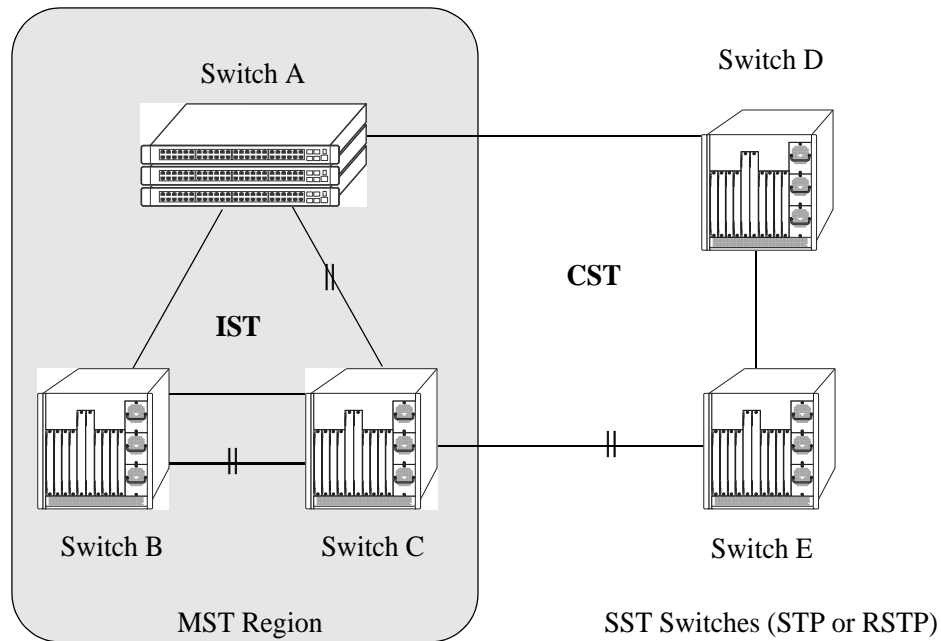 Switch A
Switch D
CST
IST
Switch B
Switch C
Switch E
MST Region
SST Switches (STP or RSTP)